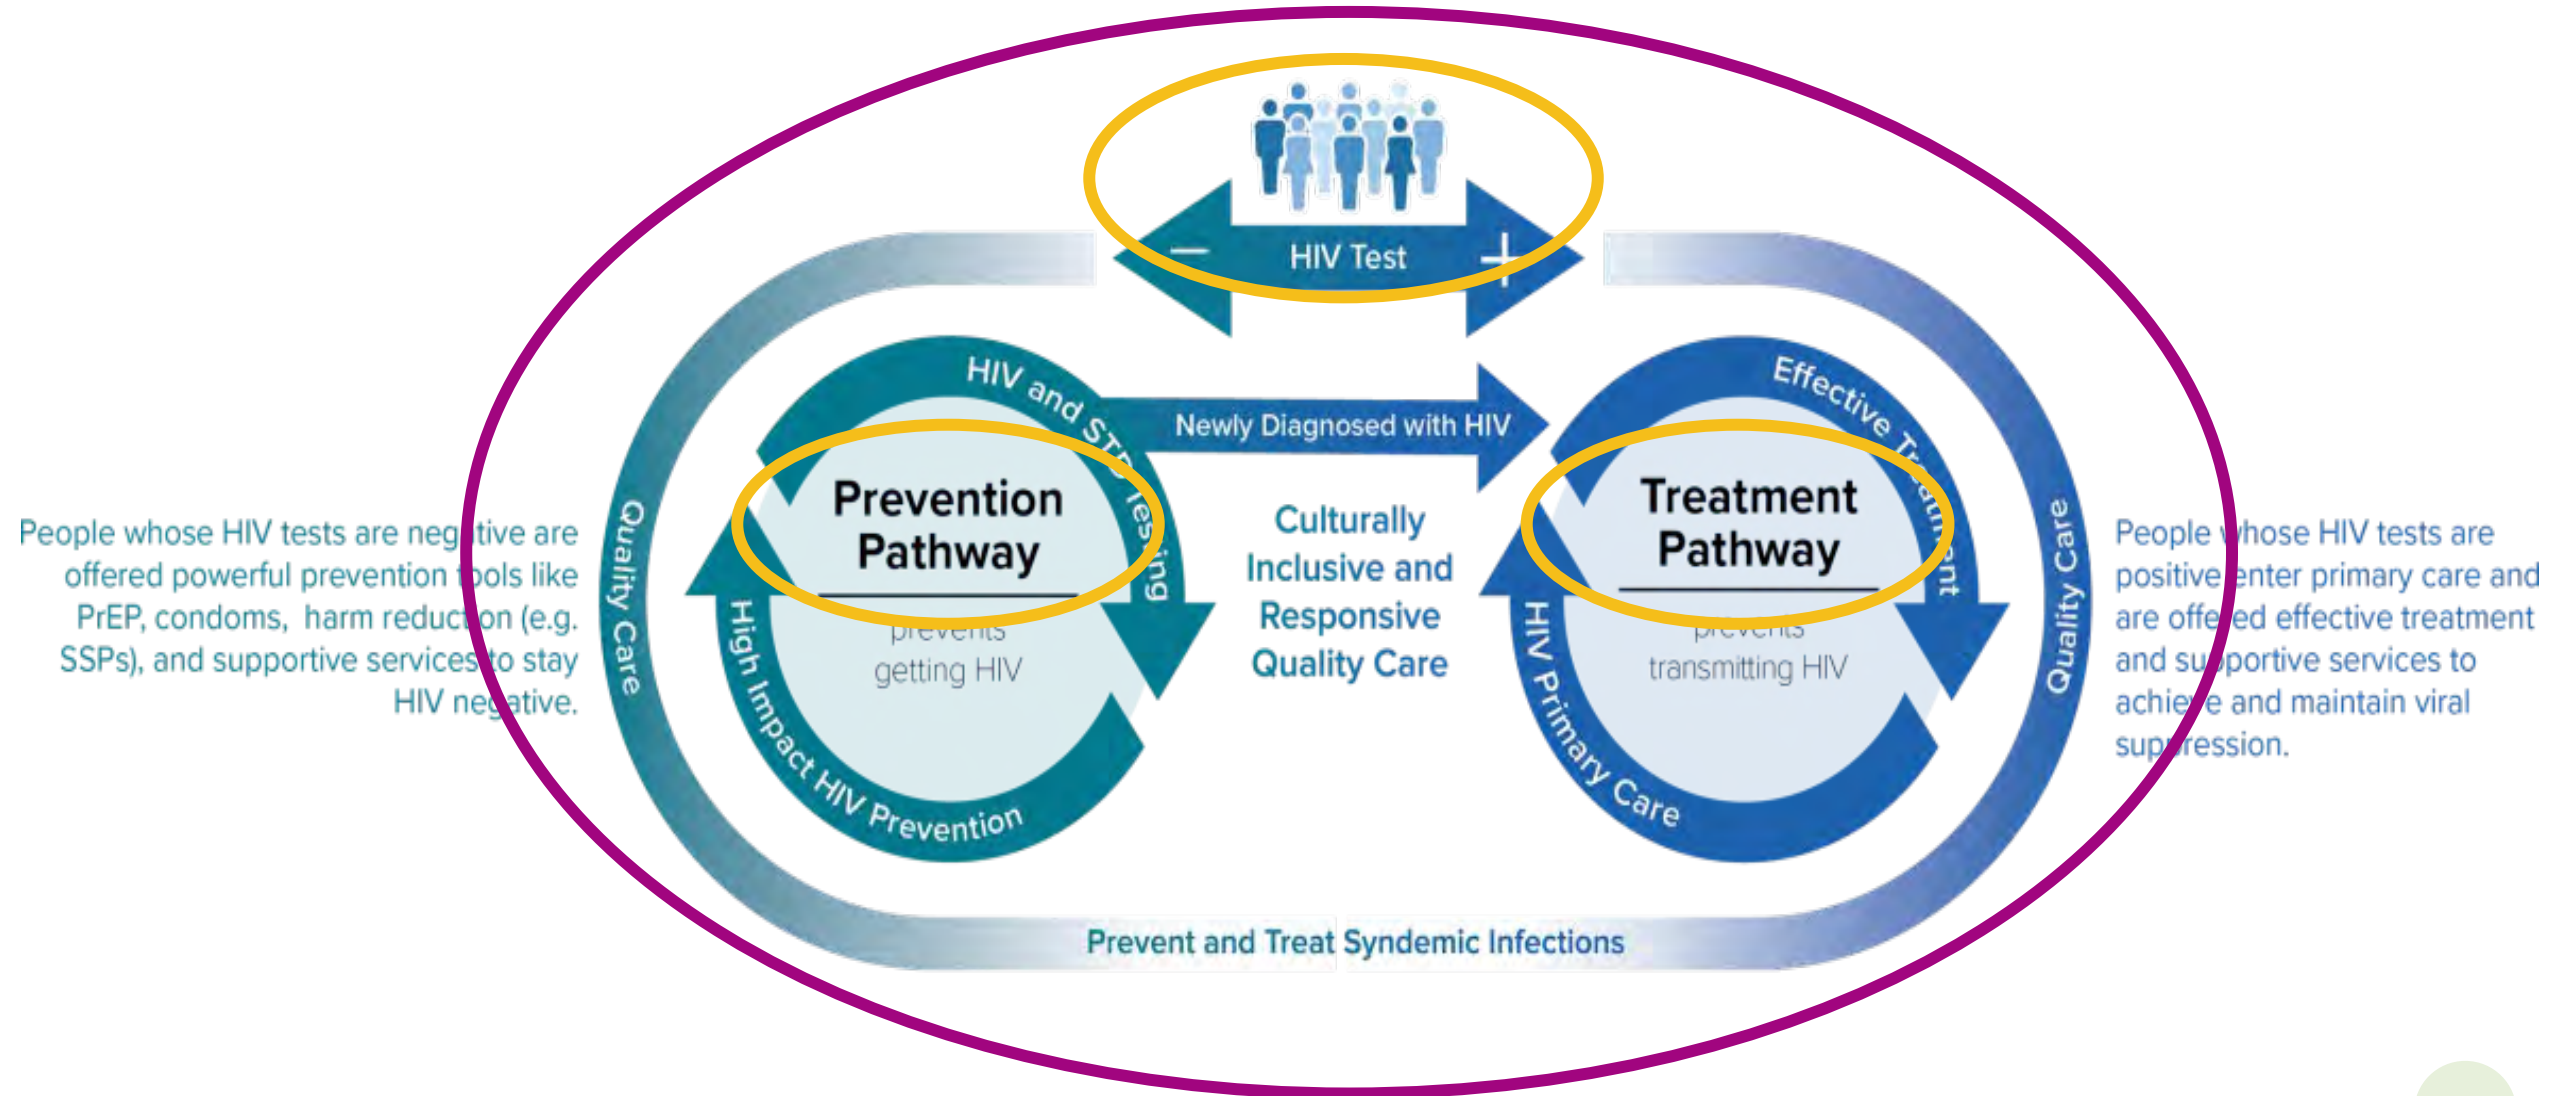 − HIV Test +
HIV and STD Testing
Newly Diagnosed with HIV
Effective Treatment
Prevention
Pathway
prevents
getting HIV
High Impact HIV Prevention
Culturally
Inclusive and
Responsive
Quality Care
Treatment
Pathway
prevents
transmitting HIV
HIV Primary Care
Quality Care
Quality Care
People whose HIV tests are negative are
offered powerful prevention tools like
PrEP, condoms, harm reduction (e.g.
SSPs), and supportive services to stay
HIV negative.
People whose HIV tests are
positive enter primary care and
are offered effective treatment
and supportive services to
achieve and maintain viral
suppression.
Prevent and Treat Syndemic Infections